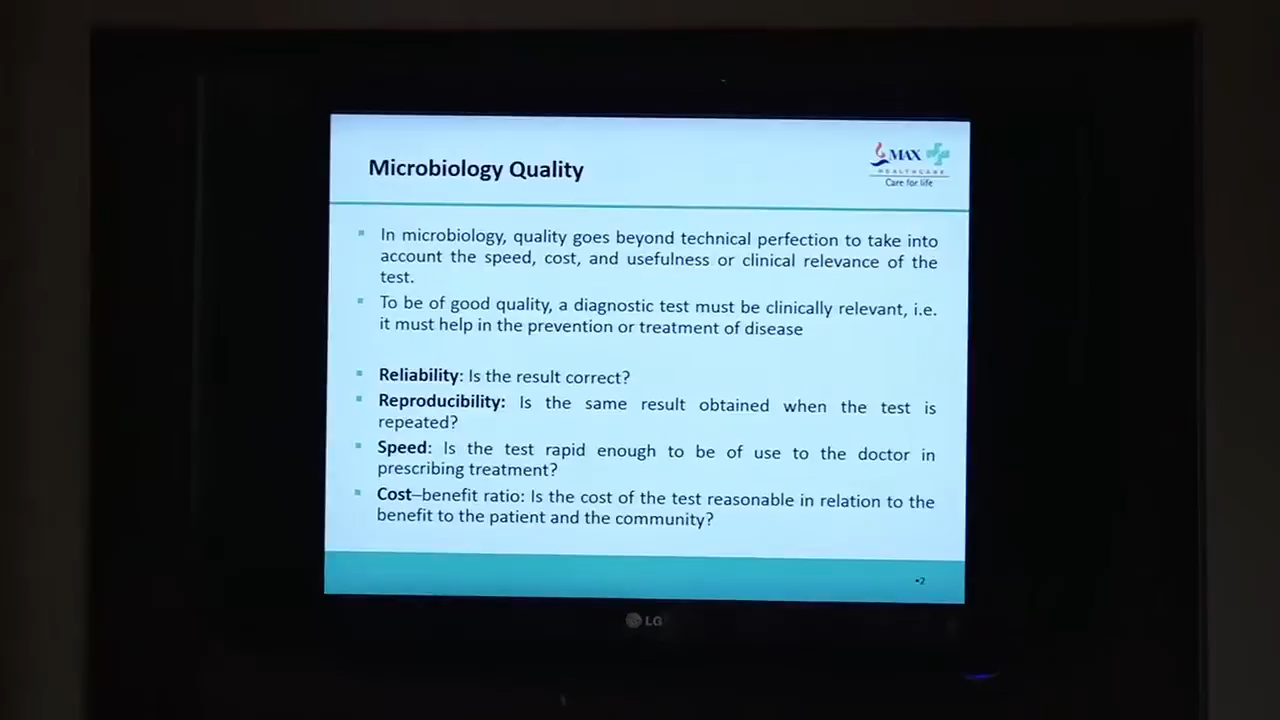 Microbiology Quality
MAX
HEALTHCARE
Care for life
▪ In microbiology, quality goes beyond technical perfection to take into
account the speed, cost, and usefulness or clinical relevance of the
test.
▪ To be of good quality, a diagnostic test must be clinically relevant, i.e.
it must help in the prevention or treatment of disease
▪ Reliability: Is the result correct?
▪ Reproducibility: Is the same result obtained when the test is
repeated?
▪ Speed: Is the test rapid enough to be of use to the doctor in
prescribing treatment?
▪ Cost–benefit ratio: Is the cost of the test reasonable in relation to the
benefit to the patient and the community?
•2
LG